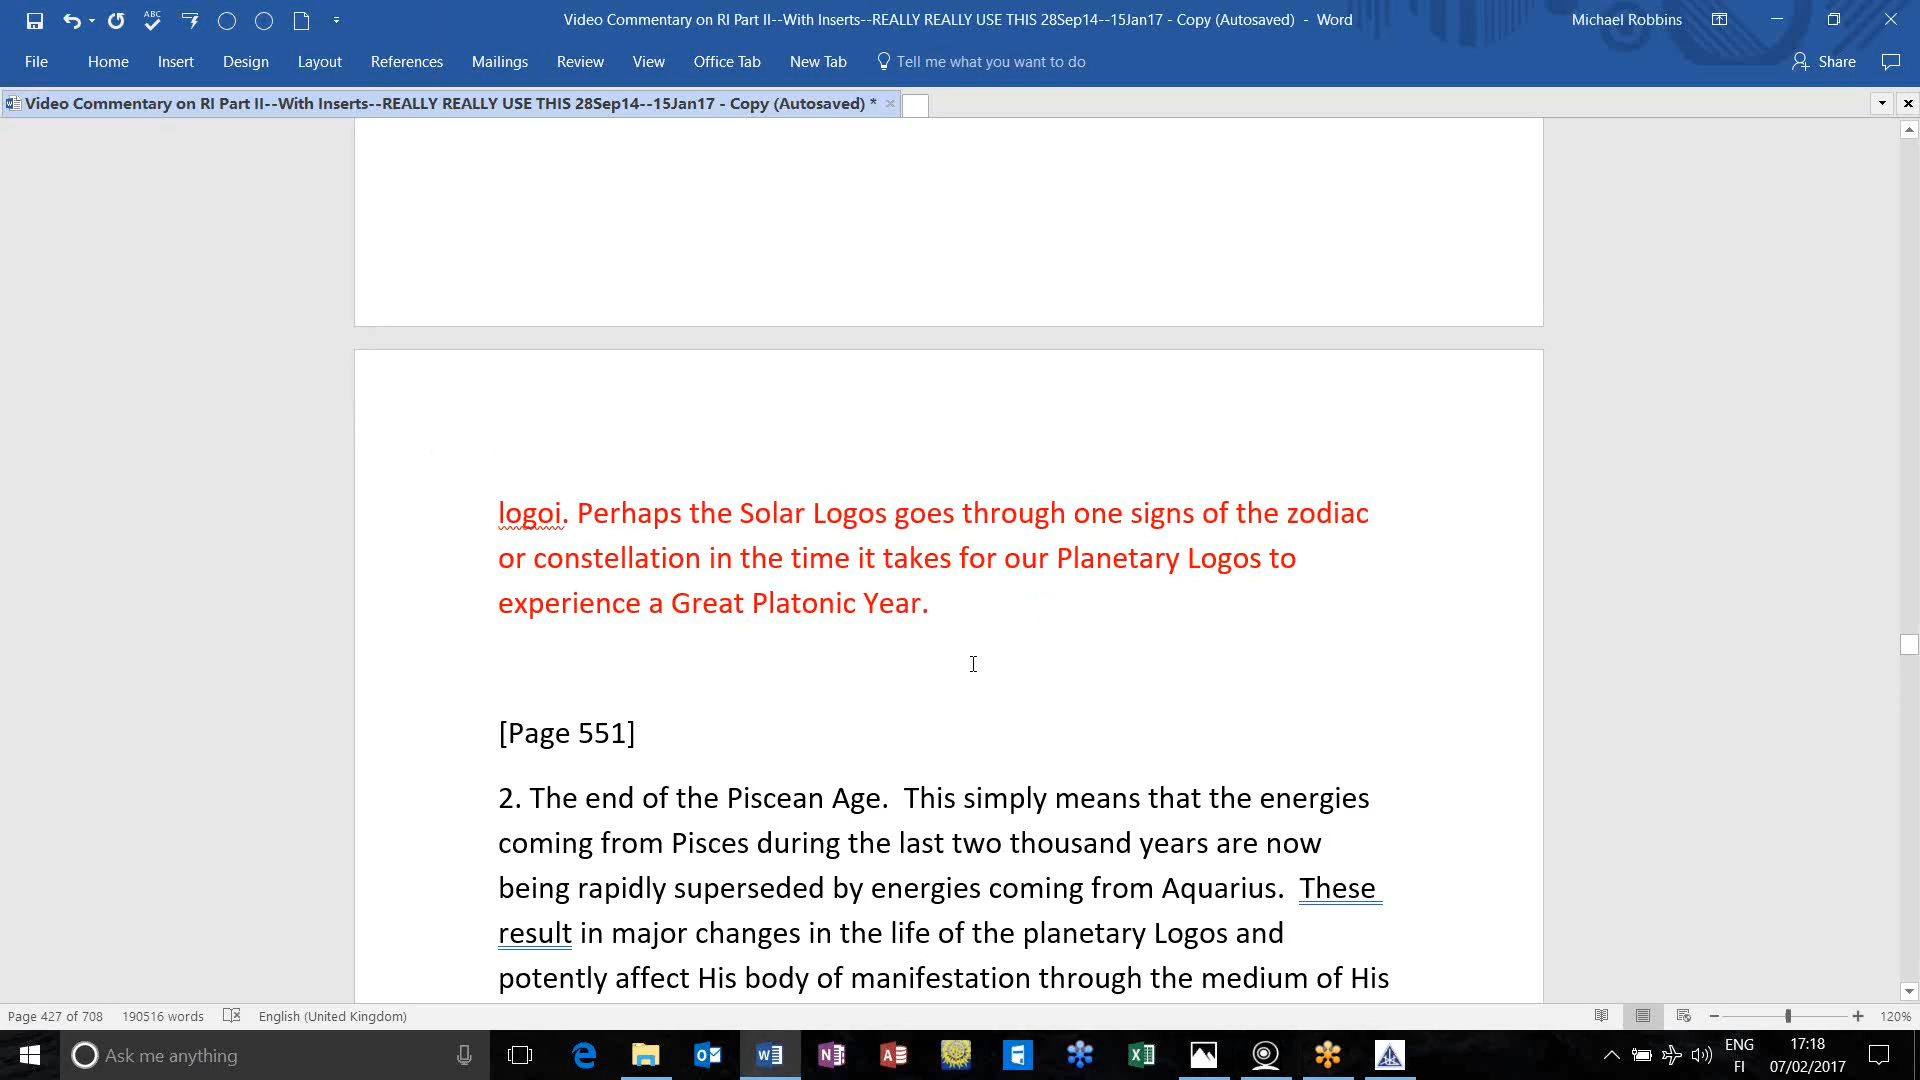 Video Commentary on RI Part II--With Inserts--REALLY REALLY USE THIS 28Sep14--15Jan17 - Copy (Autosaved) - Word
Michael Robbins
File Home Insert Design Layout References Mailings Review View Office Tab New Tab Tell me what you want to do Share
Video Commentary on RI Part II--With Inserts--REALLY REALLY USE THIS 28Sep14--15Jan17 - Copy (Autosaved) *
logoi. Perhaps the Solar Logos goes through one signs of the zodiac
or constellation in the time it takes for our Planetary Logos to
experience a Great Platonic Year.
[Page 551]
2. The end of the Piscean Age.  This simply means that the energies
coming from Pisces during the last two thousand years are now
being rapidly superseded by energies coming from Aquarius.  These
result in major changes in the life of the planetary Logos and
potently affect His body of manifestation through the medium of His
Page 427 of 708 190516 words English (United Kingdom) 120%
Ask me anything
ENG 17:18
FI 07/02/2017